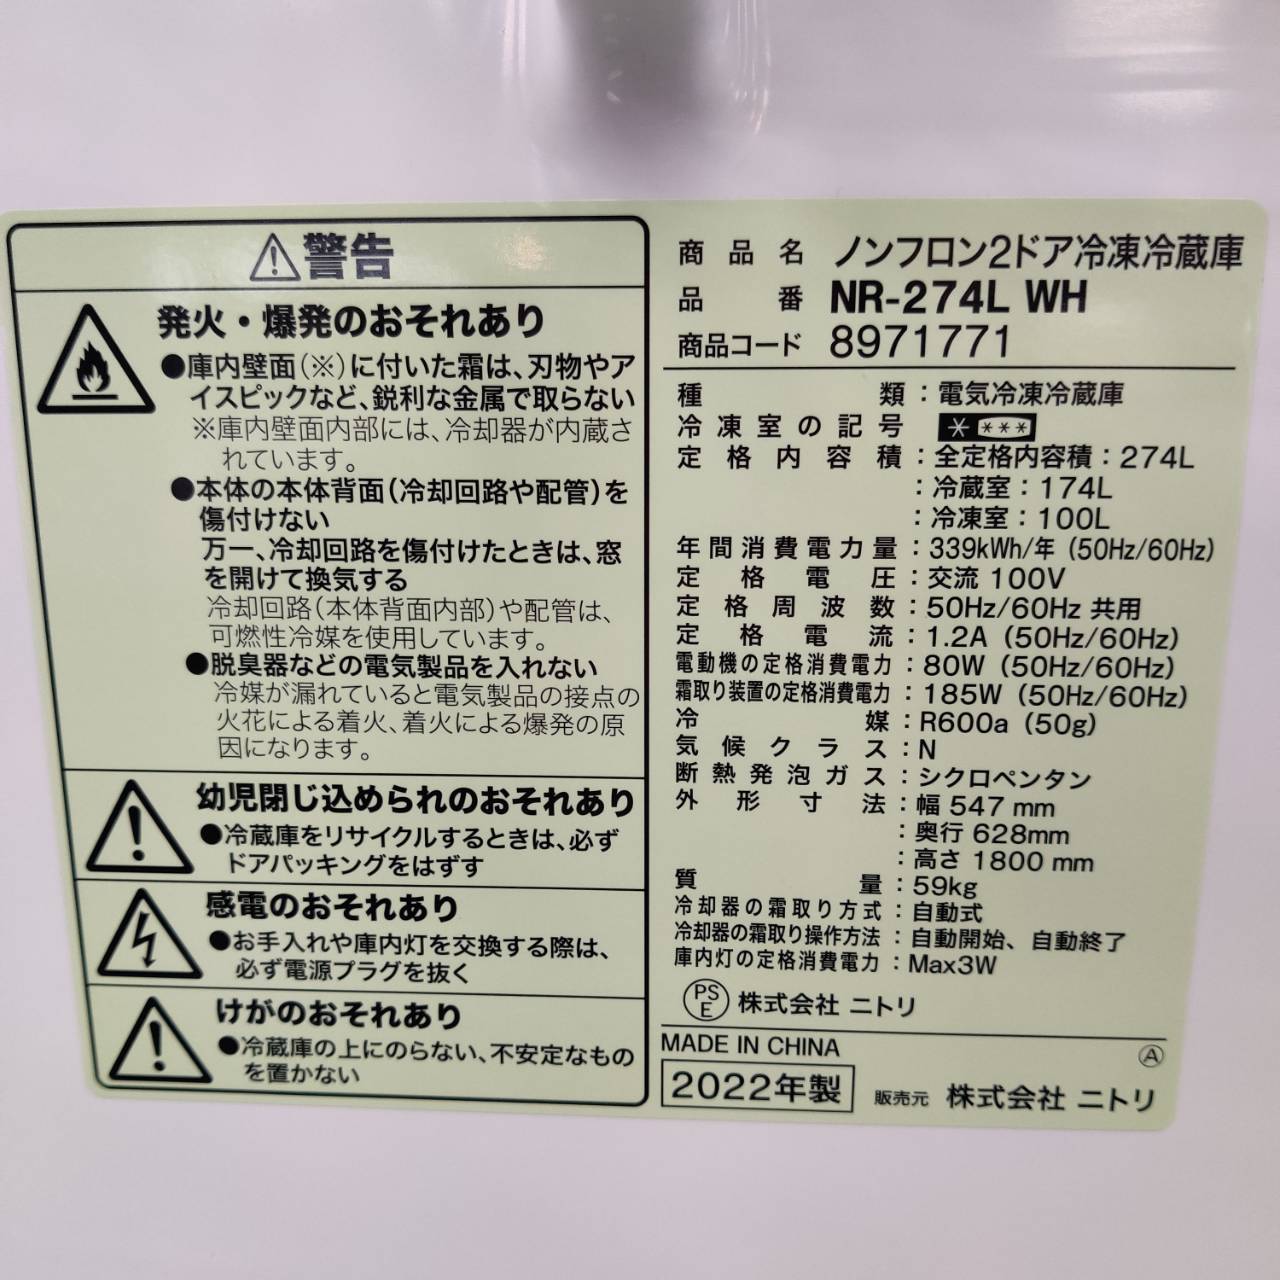 警告
発火・爆発のおそれあり
●庫内壁面(※)に付いた霜は、刃物やア
イスピックなど、鋭利な金属で取らない
※庫内壁面内部には、冷却器が内蔵さ
れています。
●本体の本体背面(冷却回路や配管)を
傷付けない
万一、冷却回路を傷付けたときは、窓
を開けて換気する
冷却回路(本体背面内部)や配管は、
可燃性冷媒を使用しています。
●脱臭器などの電気製品を入れない
冷媒が漏れていると電気製品の接点の
火花による着火、着火による爆発の原
因になります。
幼児閉じ込められのおそれあり
●冷蔵庫をリサイクルするときは、必ず
ドアパッキングをはずす
感電のおそれあり
●お手入れや庫内灯を交換する際は、
必ず電源プラグを抜く
けがのおそれあり
●冷蔵庫の上にのらない、不安定なもの
を置かない
商品名 ノンフロン2ドア冷凍冷蔵庫
品番 NR-274L WH
商品コード 8971771
種類:電気冷凍冷蔵庫
冷凍室の記号 * ***
定格内容積:全定格内容積:274L
:冷蔵室:174L
:冷凍室:100L
年間消費電力量:339kWh/年 (50Hz/60Hz)
定格電圧:交流 100V
定格周波数:50Hz/60Hz 共用
定格電流:1.2A (50Hz/60Hz)
電動機の定格消費電力:80W (50Hz/60Hz)
霜取り装置の定格消費電力:185W (50Hz/60Hz)
冷媒:R600a (50g)
気候クラス:N
断熱発泡ガス:シクロペンタン
外形寸法:幅 547 mm
:奥行 628mm
:高さ 1800 mm
質量:59kg
冷却器の霜取り方式:自動式
冷却器の霜取り操作方法:自動開始、自動終了
庫内灯の定格消費電力:Max3W
PSE 株式会社 ニトリ
MADE IN CHINA Ⓐ
2022年製 販売元 株式会社 ニトリ